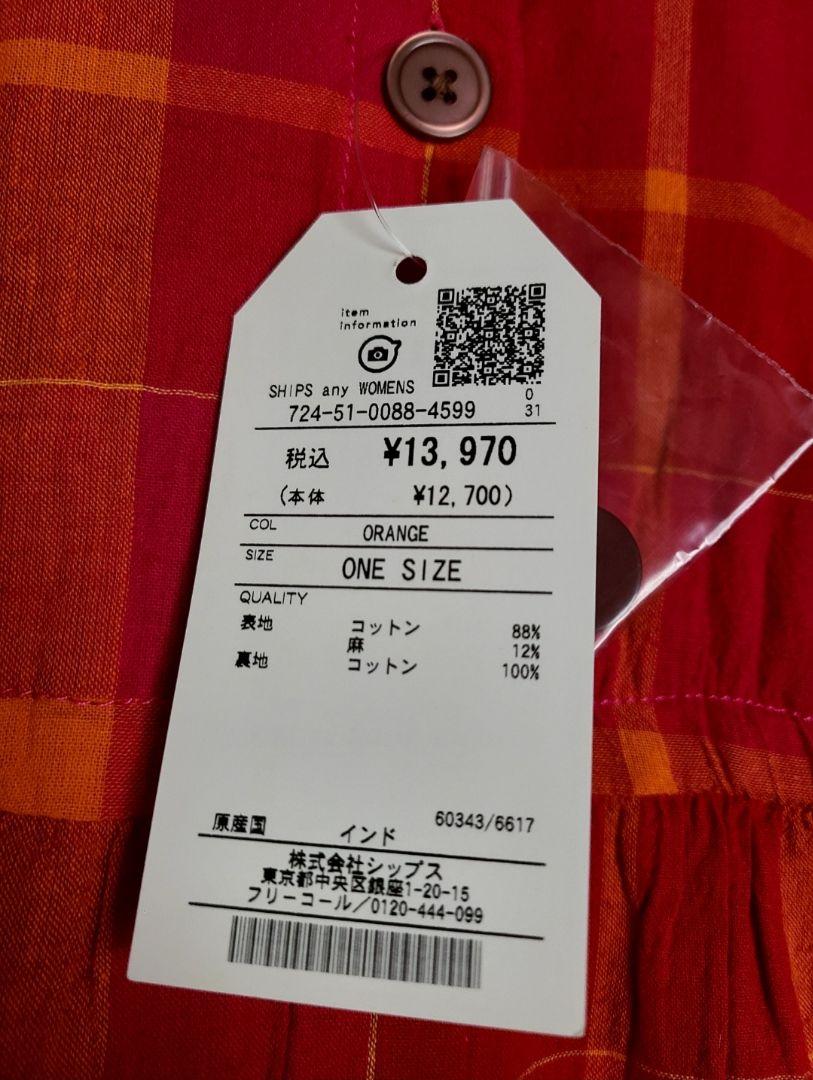 item
information
SHIPS any WOMENS
0
724-51-0088-4599
31
税込 ¥13,970
(本体 ¥12,700)
COL ORANGE
SIZE ONE SIZE
QUALITY
表地 コットン 88%
麻 12%
裏地 コットン 100%
原産国 インド 60343/6617
株式会社シップス
東京都中央区銀座1-20-15
フリーコール/0120-444-099